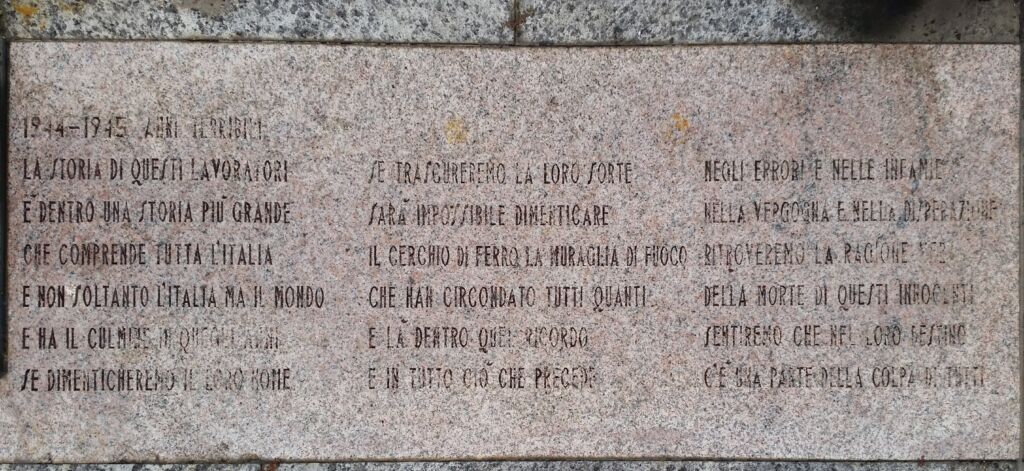 1944-1945 ANNI TERRIBILI
LA STORIA DI QUESTI LAVORATORI
È DENTRO UNA STORIA PIÙ GRANDE
CHE COMPRENDE TUTTA L'ITALIA
E NON SOLTANTO L'ITALIA MA IL MONDO
E HA IL CULMINE IN QUEGLI ANNI
SE DIMENTICHEREMO IL LORO NOME
SE TRASCUREREMO LA LORO SORTE
SARÀ IMPOSSIBILE DIMENTICARE
IL CERCHIO DI FERRO LA MURAGLIA DI FUOCO
CHE HAN CIRCONDATO TUTTI QUANTI
E LÀ DENTRO QUEL RICORDO
E IN TUTTO CIÒ CHE PRECEDE
NEGLI ERRORI E NELLE INFAMIE
NELLA VERGOGNA E NELLA DISPERAZIONE
RITROVEREMO LA RAGIONE
DELLA MORTE DI QUESTI INNOCENTI
SENTIREMO CHE NEL LORO DESTINO
C'È UNA PARTE DELLA COLPA DI TUTTI